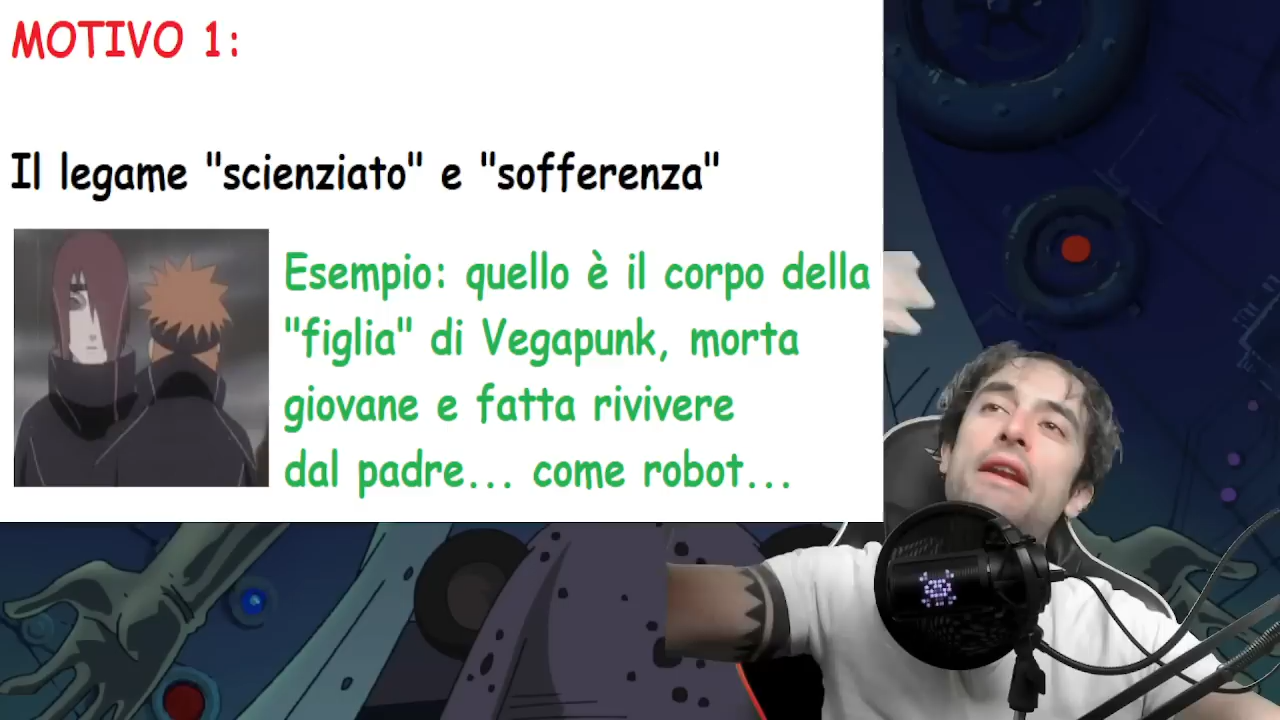 MOTIVO 1:
Il legame "scienziato" e "sofferenza"
Esempio: quello è il corpo della
"figlia" di Vegapunk, morta
giovane e fatta rivivere
dal padre... come robot...